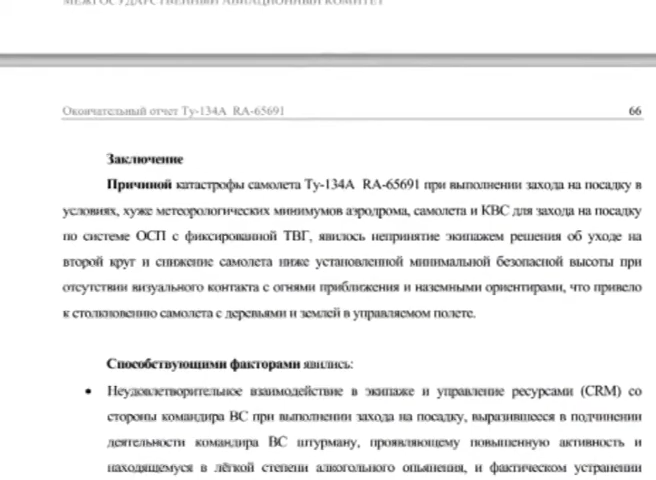 МЕЖГОСУДАРСТВЕННЫЙ АВИАЦИОННЫЙ КОМИТЕТ
Окончательный отчет Ту-134А RA-65691 66
Заключение
Причиной катастрофы самолета Ту-134А RA-65691 при выполнении захода на посадку в
условиях, хуже метеорологических минимумов аэродрома, самолета и КВС для захода на посадку
по системе ОСП с фиксированной ТВГ, явилось непринятие экипажем решения об уходе на
второй круг и снижение самолета ниже установленной минимальной безопасной высоты при
отсутствии визуального контакта с огнями приближения и наземными ориентирами, что привело
к столкновению самолета с деревьями и землей в управляемом полете.
Способствующими факторами явились:
• Неудовлетворительное взаимодействие в экипаже и управление ресурсами (CRM) со
стороны командира ВС при выполнении захода на посадку, выразившееся в подчинении
деятельности командира ВС штурману, проявляющему повышенную активность и
находящемуся в лёгкой степени алкогольного опьянения, и фактическом устранении